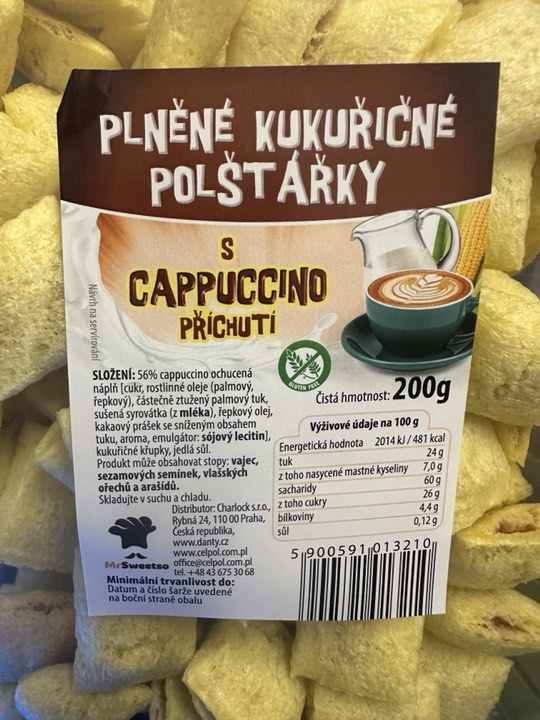 PLNĚNÉ KUKUŘIČNÉ
POLŠTÁŘKY
S
CAPPUCCINO
PŘÍCHUTÍ
Návrh na servírování
GLUTEN FREE
Čistá hmotnost: 200g
SLOŽENÍ: 56% cappuccino ochucená
náplň [cukr, rostlinné oleje (palmový,
řepkový), částečně ztužený palmový tuk,
sušená syrovátka (z mléka), řepkový olej,
kakaový prášek se sníženým obsahem
tuku, aroma, emulgátor: sójový lecitin],
kukuřičné křupky, jedlá sůl.
Produkt může obsahovat stopy: vajec,
sezamových semínek, vlašských
ořechů a arašídů.
Skladujte v suchu a chladu.
Distributor: Charlock s.r.o.,
Rybná 24, 110 00 Praha,
Česká republika,
www.danty.cz
www.celpol.com.pl
office@celpol.com.pl
tel. +48 43 675 30 68
MrSweetso
Minimální trvanlivost do:
Datum a číslo šarže uvedené
na boční straně obalu
Výživové údaje na 100 g
Energetická hodnota 2014 kJ / 481 kcal
tuk 24 g
z toho nasycené mastné kyseliny 7,0 g
sacharidy 60 g
z toho cukry 26 g
bílkoviny 4,4 g
sůl 0,12 g
5 900591 013210